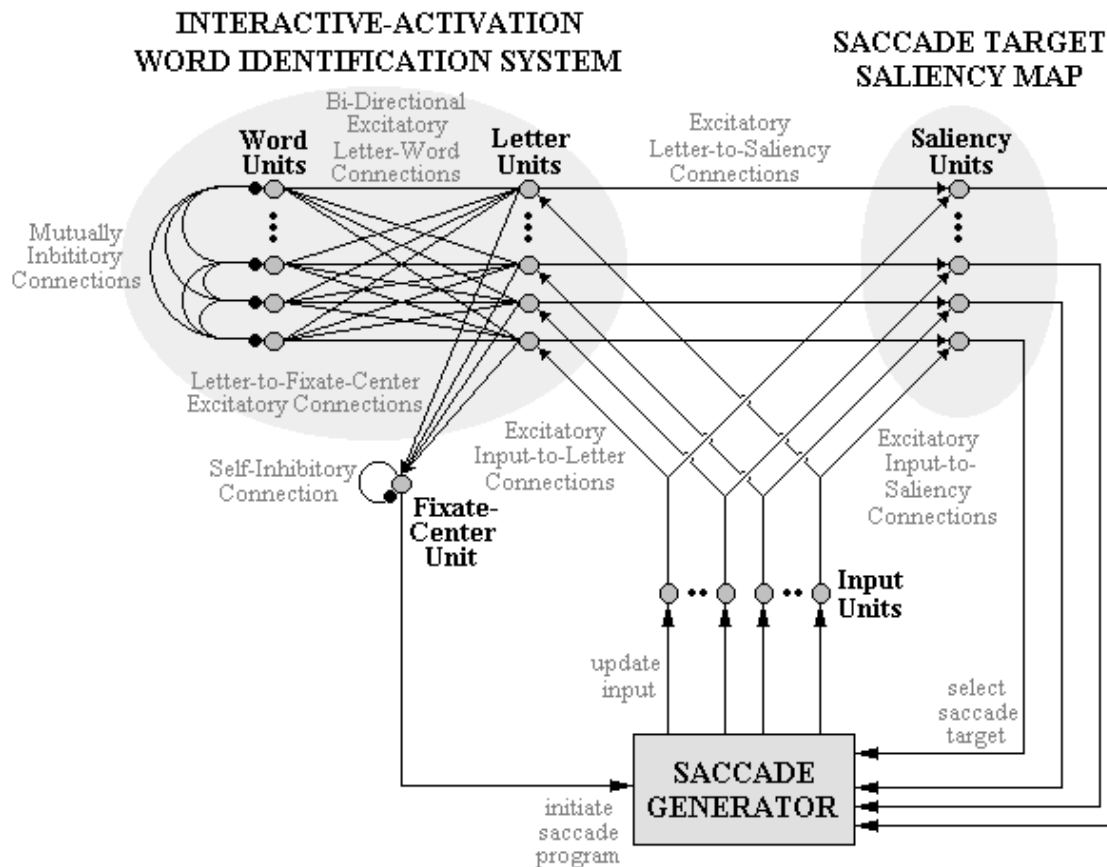 INTERACTIVE-ACTIVATION
WORD IDENTIFICATION SYSTEM
SACCADE TARGET
SALIENCY MAP
Bi-Directional
Excitatory
Letter-Word
Connections
Word
Units
Letter
Units
Excitatory
Letter-to-Saliency
Connections
Saliency
Units
Mutually
Inbititory
Connections
Letter-to-Fixate-Center
Excitatory Connections
Self-Inhibitory
Connection
Fixate-
Center
Unit
Excitatory
Input-to-Letter
Connections
Excitatory
Input-to-
Saliency
Connections
Input
Units
update
input
select
saccade
target
SACCADE
GENERATOR
initiate
saccade
program